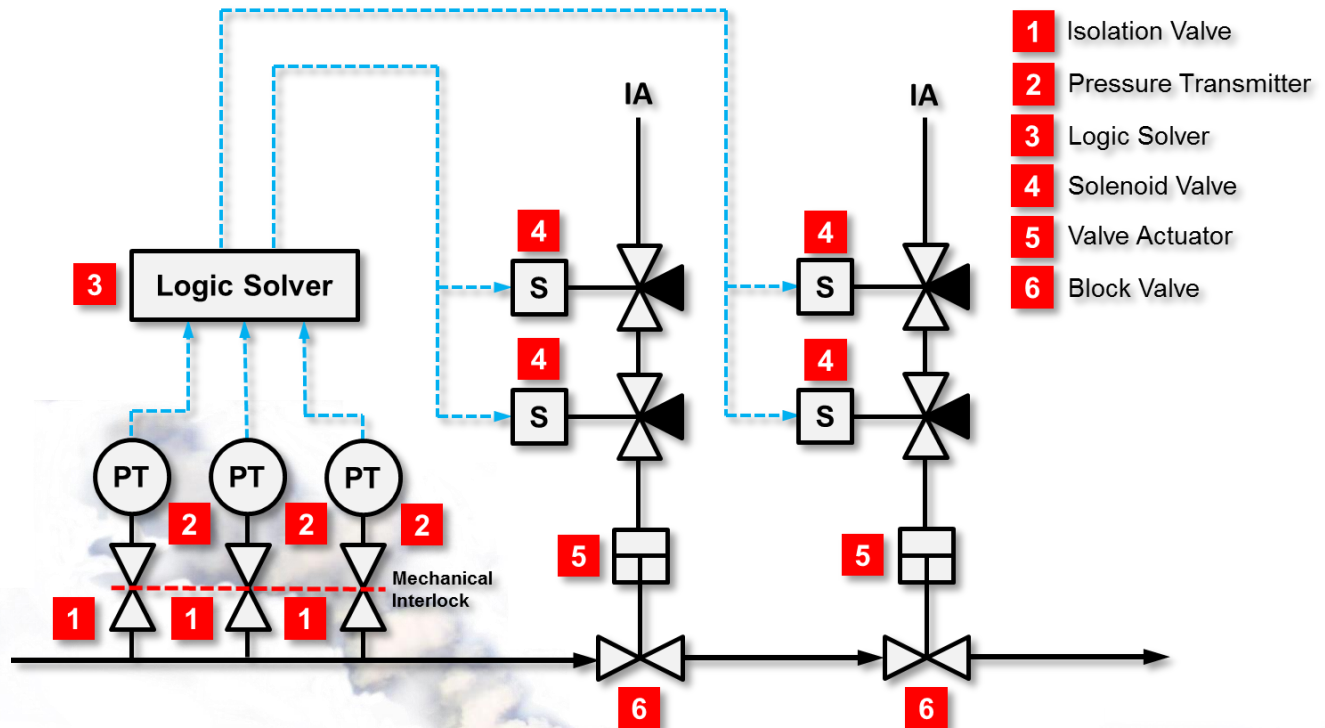 1 Isolation Valve
2 Pressure Transmitter
3 Logic Solver
4 Solenoid Valve
5 Valve Actuator
6 Block Valve
IA
IA
4
4
S
S
3
Logic Solver
4
4
S
S
PT
PT
PT
2
2
2
5
5
Mechanical
Interlock
1
1
1
6
6